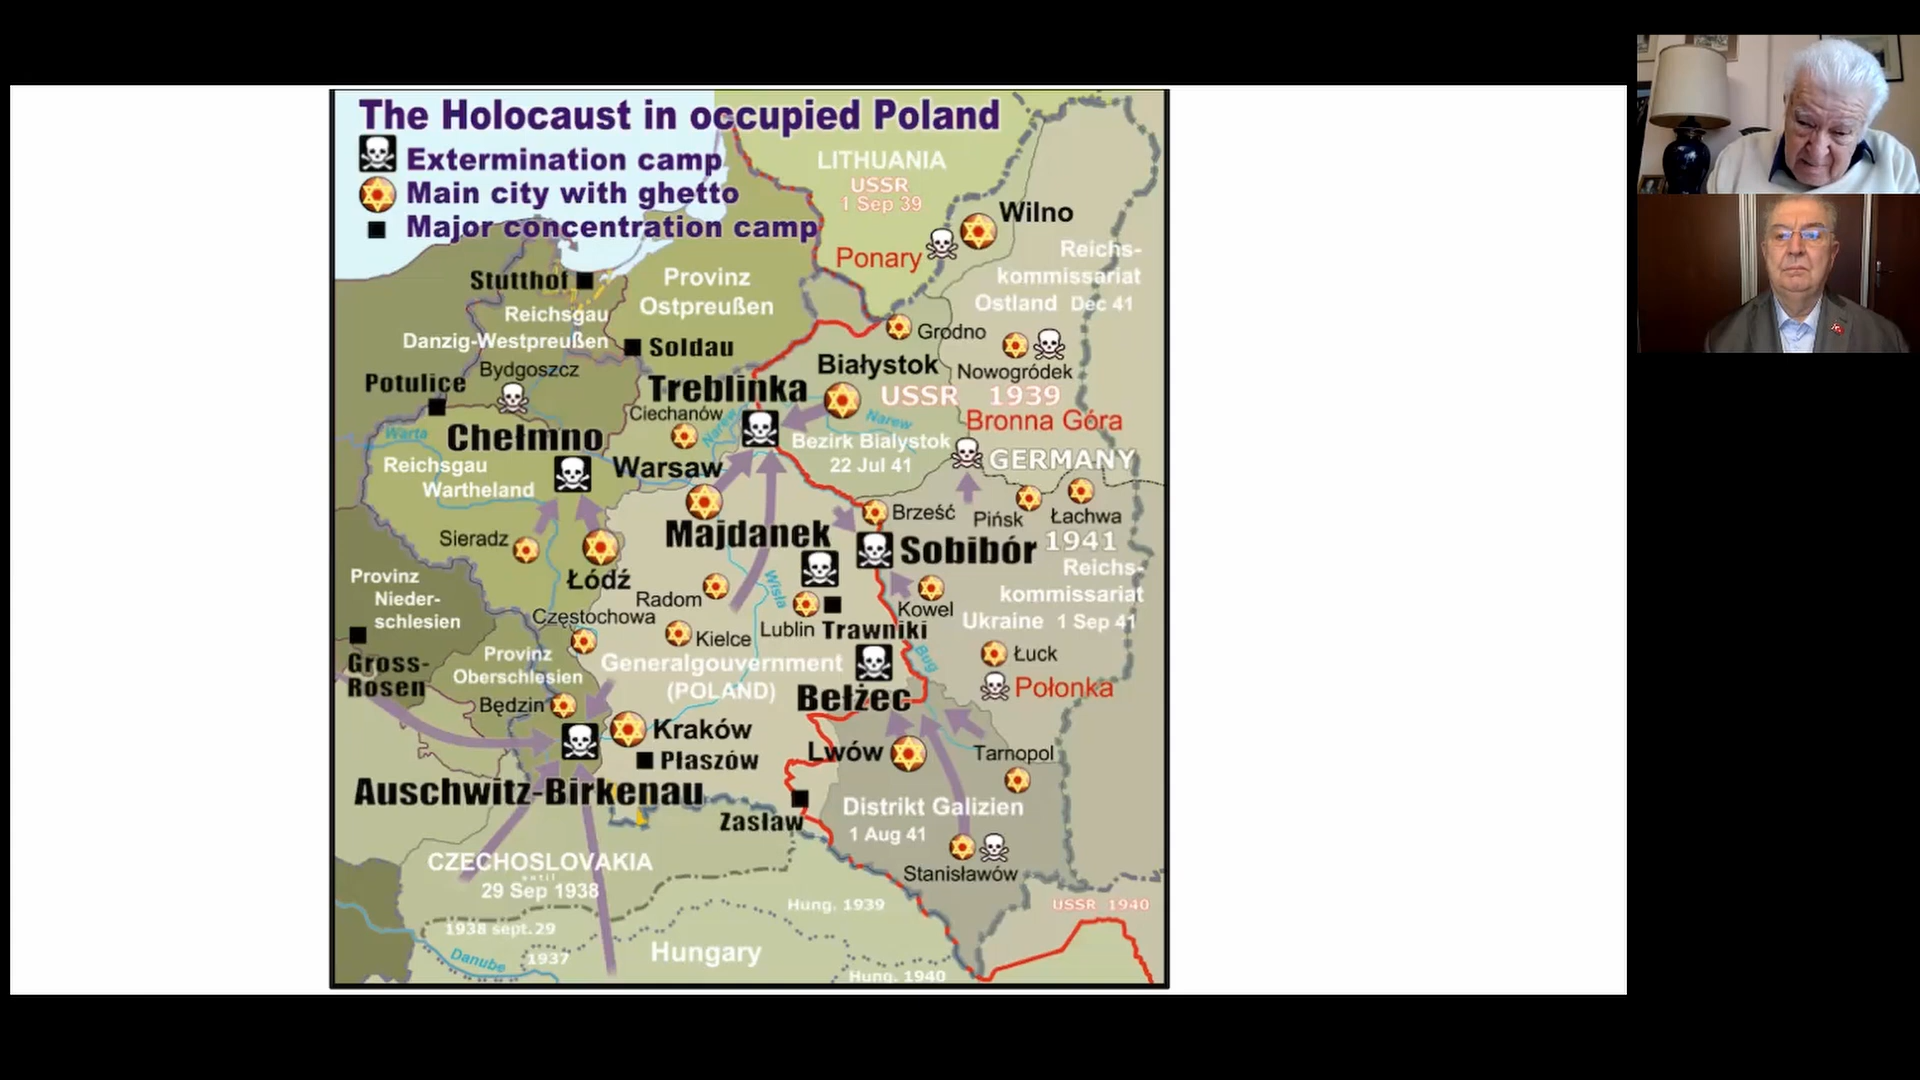 The Holocaust in occupied Poland
Extermination camp
Main city with ghetto
Major concentration camp
LITHUANIA
USSR
1 Sep 39
Wilno
Ponary
Reichs-
kommissariat
Ostland Dec 41
Stutthof
Provinz
Ostpreußen
Reichsgau
Danzig-Westpreußen
Grodno
Soldau
Białystok
Nowogródek
Bydgoszcz
Potulice
Treblinka
USSR 1939
Ciechanów
Narew
Narew
Bronna Góra
Warta
Chełmno
Bezirk Bialystok
22 Jul 41
GERMANY
Reichsgau
Wartheland
Warsaw
Brześć
Pińsk
Łachwa
Majdanek
Sieradz
Sobibór
1941
Reichs-
kommissariat
Ukraine 1 Sep 41
Provinz
Nieder-
schlesien
Łódź
Wisła
Radom
Kowel
Częstochowa
Kielce
Lublin
Trawniki
Bug
Łuck
Gross-
Rosen
Provinz
Oberschlesien
Generalgouvernment
(POLAND)
Połonka
Bełżec
Będzin
Kraków
Płaszów
Lwów
Tarnopol
Auschwitz-Birkenau
Zasław
Distrikt Galizien
1 Aug 41
CZECHOSLOVAKIA
until
29 Sep 1938
Stanisławów
Hung. 1939
USSR 1940
1938 sept.29
1937
Danube
Hungary
Hung. 1940